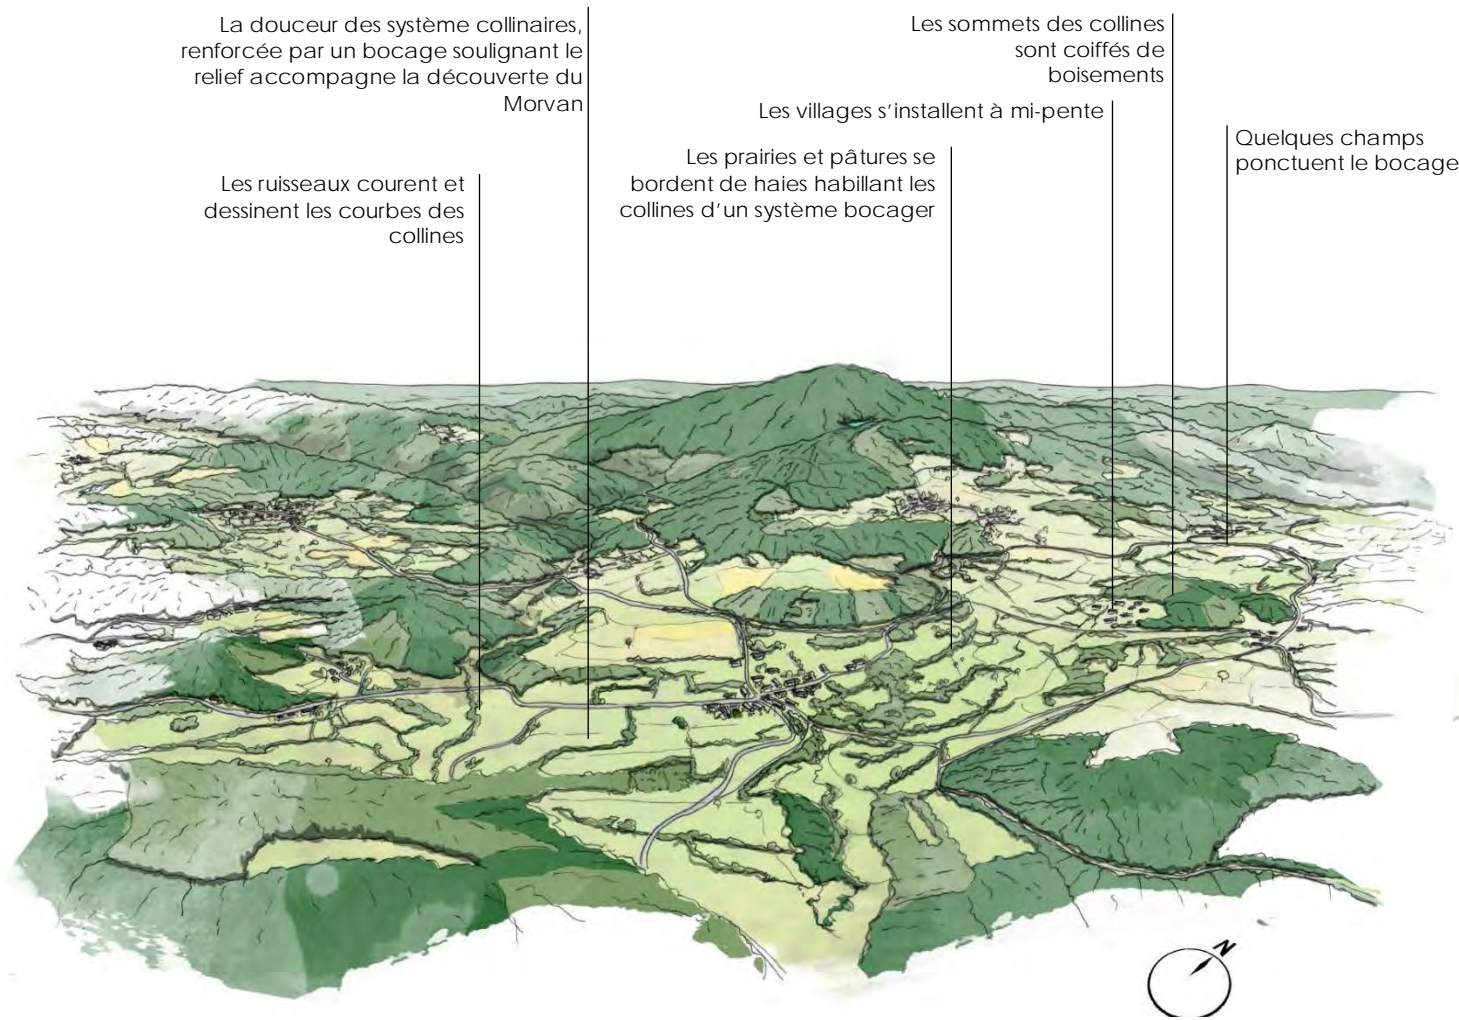 La douceur des système collinaires,
renforcée par un bocage soulignant le
relief accompagne la découverte du
Morvan
Les sommets des collines
sont coiffés de
boisements
Les villages s'installent à mi-pente
Quelques champs
ponctuent le bocage
Les prairies et pâtures se
bordent de haies habillant les
collines d'un système bocager
Les ruisseaux courent et
dessinent les courbes des
collines
N